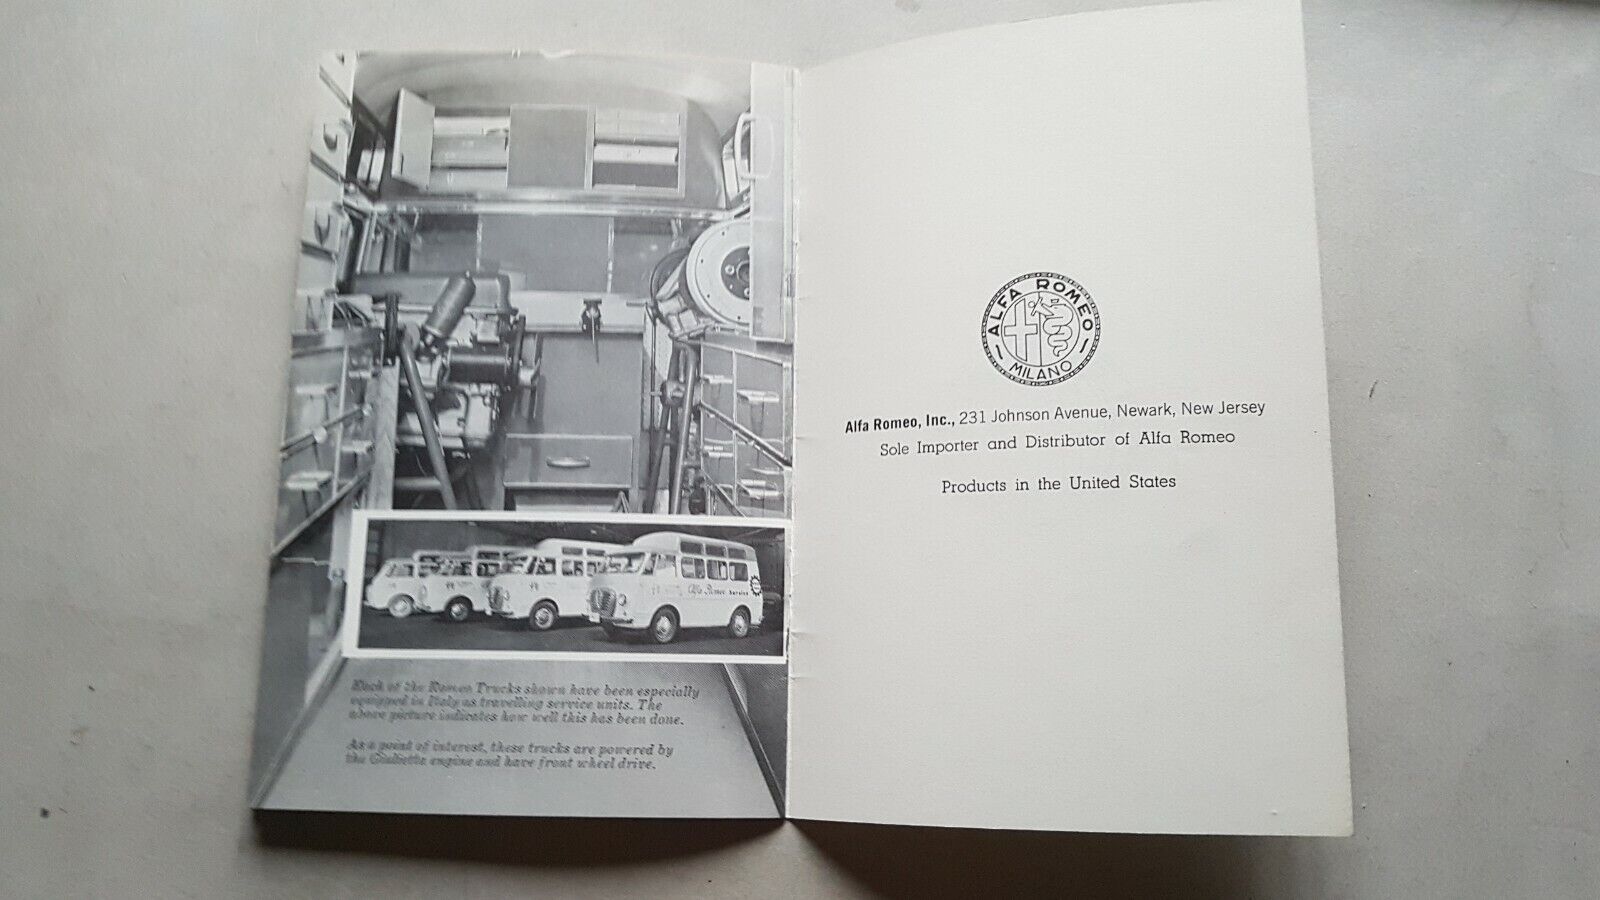 Alfa Romeo Service
Each of the Romeo Trucks shown have been especially
equipped in Italy as travelling service units. The
above picture indicates how well this has been done.
As a point of interest, these trucks are powered by
the Giulietta engine and have front wheel drive.
ALFA ROMEO
MILANO
Alfa Romeo, Inc., 231 Johnson Avenue, Newark, New Jersey
Sole Importer and Distributor of Alfa Romeo
Products in the United States